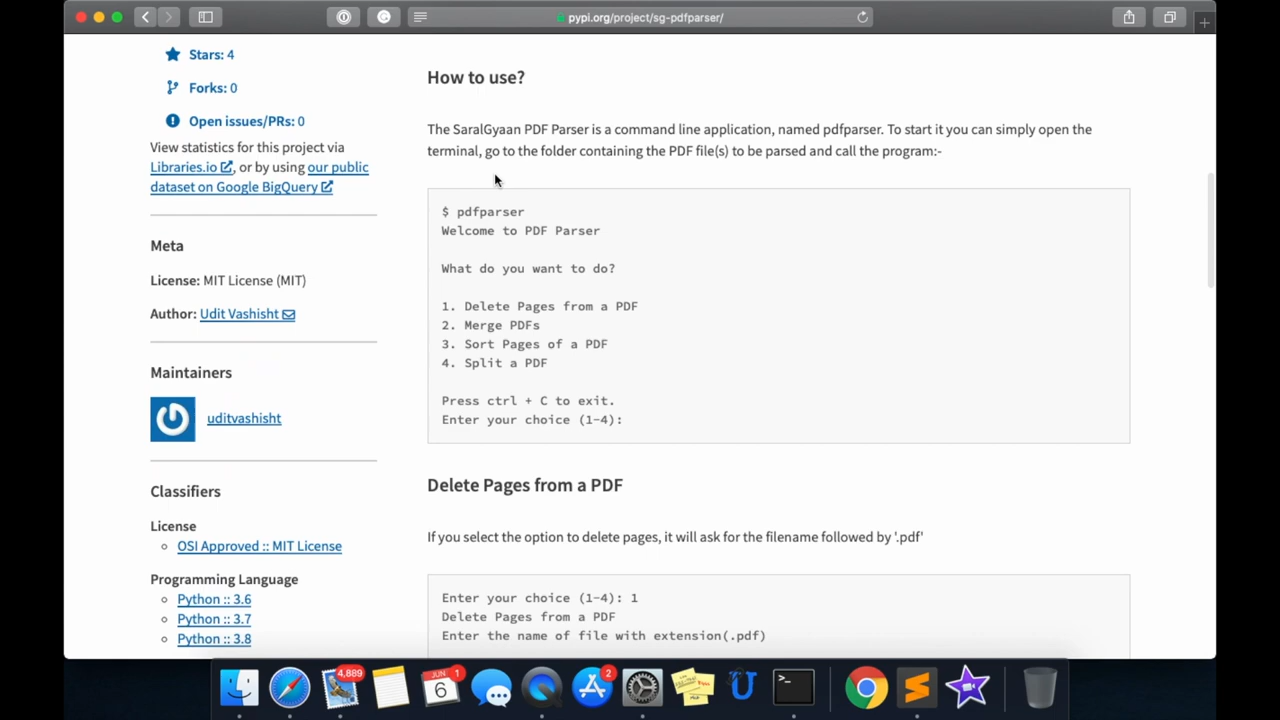 pypi.org/project/sg-pdfparser/
Stars: 4
Forks: 0
Open issues/PRs: 0
View statistics for this project via
Libraries.io, or by using our public
dataset on Google BigQuery
Meta
License: MIT License (MIT)
Author: Udit Vashisht
Maintainers
uditvashisht
Classifiers
License
OSI Approved :: MIT License
Programming Language
Python :: 3.6
Python :: 3.7
Python :: 3.8
How to use?
The SaralGyaan PDF Parser is a command line application, named pdfparser. To start it you can simply open the
terminal, go to the folder containing the PDF file(s) to be parsed and call the program:-
$ pdfparser
Welcome to PDF Parser
What do you want to do?
1. Delete Pages from a PDF
2. Merge PDFs
3. Sort Pages of a PDF
4. Split a PDF
Press ctrl + C to exit.
Enter your choice (1-4):
Delete Pages from a PDF
If you select the option to delete pages, it will ask for the filename followed by '.pdf'
Enter your choice (1-4): 1
Delete Pages from a PDF
Enter the name of file with extension(.pdf)
4,889
JUN
6
1
2
>_